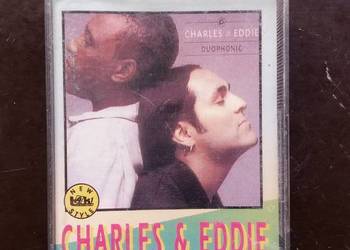 CHARLES & EDDIE
DUOPHONIC
NEW
STYLE
CHARLES & EDDIE